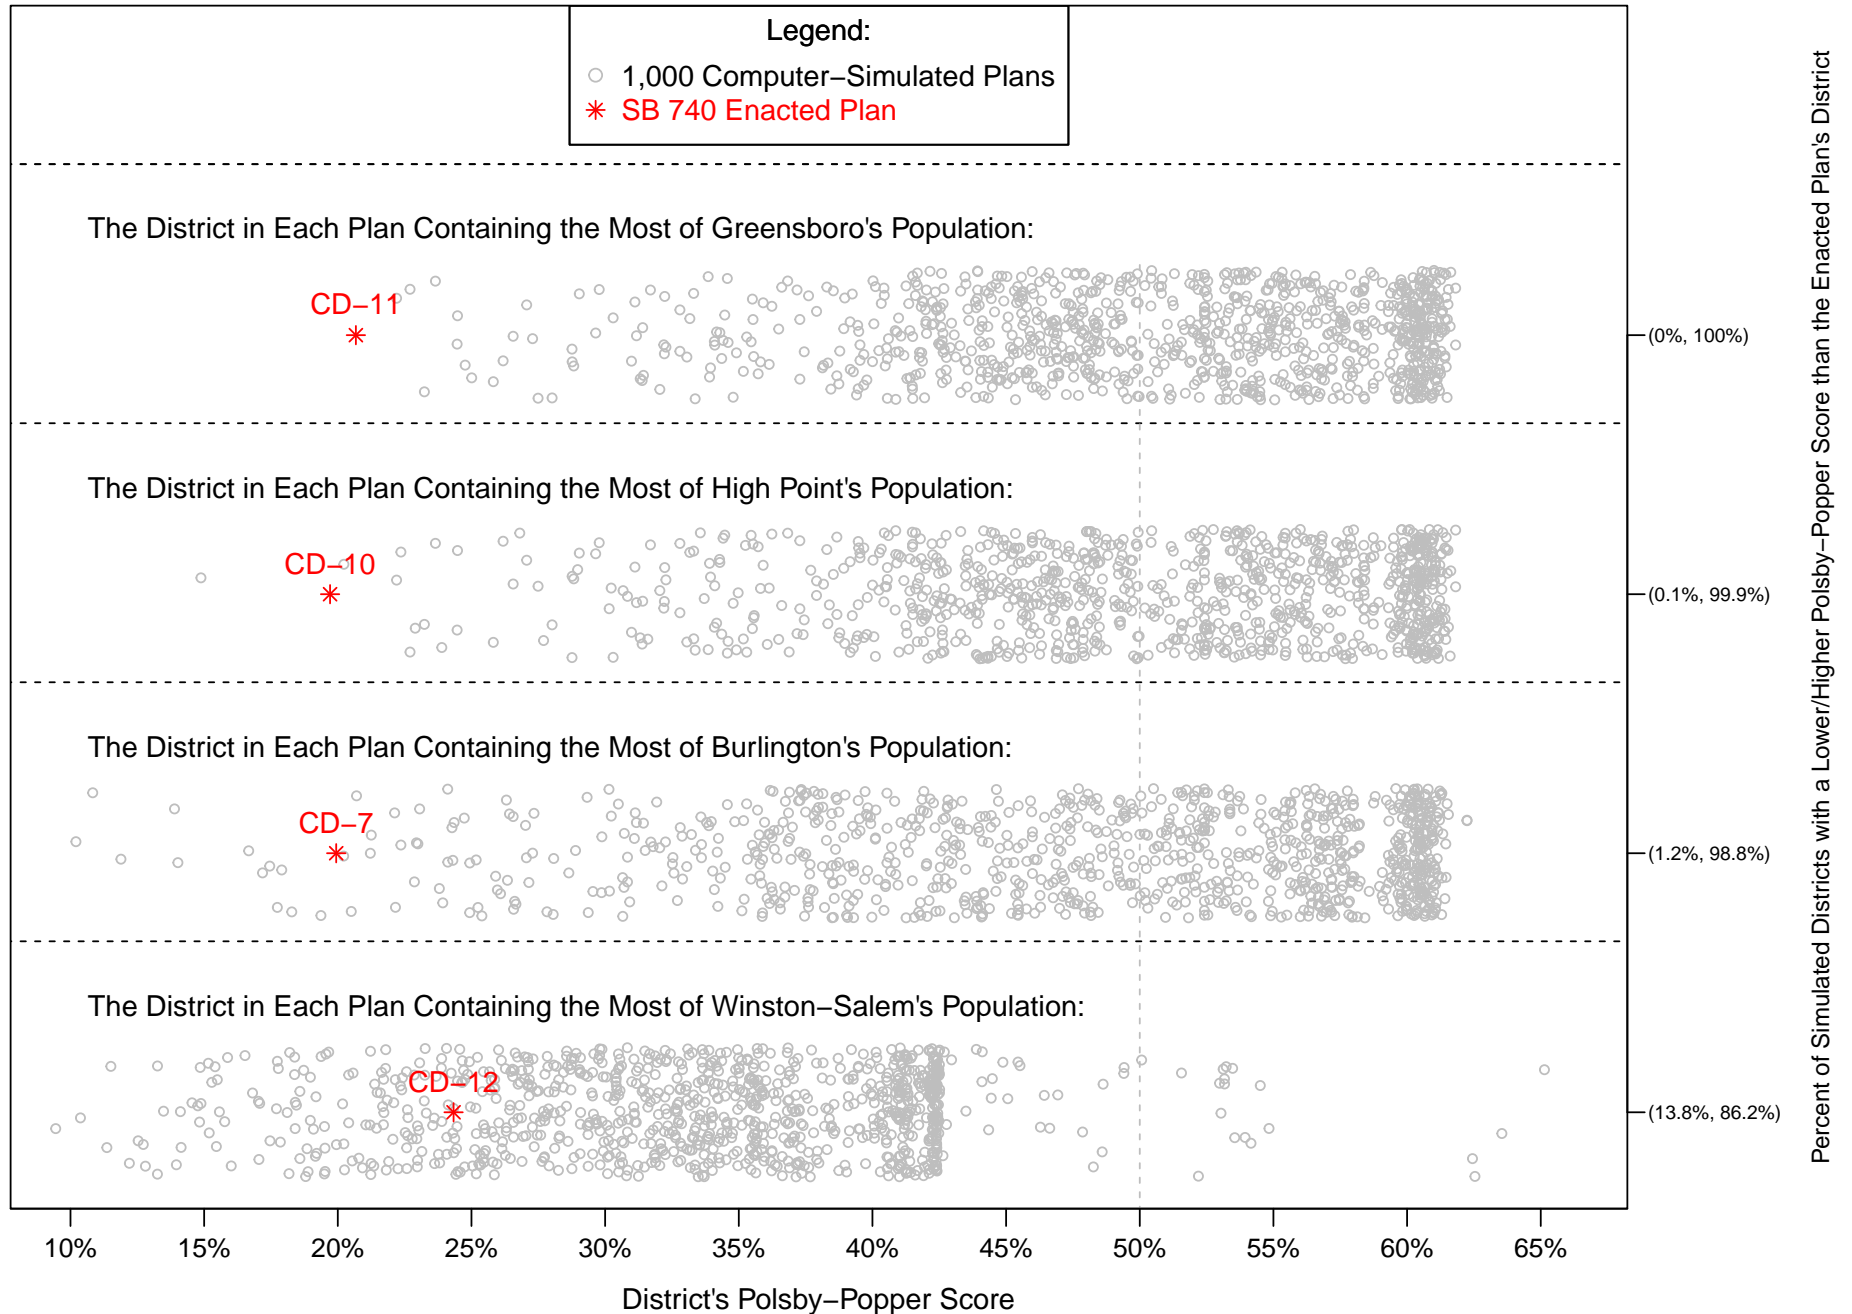 Legend:
1,000 Computer−Simulated Plans
SB 740 Enacted Plan
The District in Each Plan Containing the Most of Greensboro's Population:
CD−11
(0%, 100%)
The District in Each Plan Containing the Most of High Point's Population:
CD−10
(0.1%, 99.9%)
The District in Each Plan Containing the Most of Burlington's Population:
CD−7
(1.2%, 98.8%)
The District in Each Plan Containing the Most of Winston−Salem's Population:
CD−12
(13.8%, 86.2%)
10% 15% 20% 25% 30% 35% 40% 45% 50% 55% 60% 65%
District's Polsby−Popper Score
Percent of Simulated Districts with a Lower/Higher Polsby−Popper Score than the Enacted Plan's District